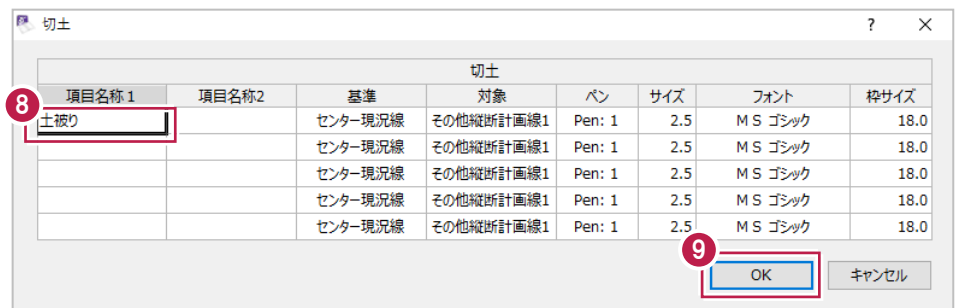 切土 ? ×
切土
項目名称1 項目名称2 基準 対象 ペン サイズ フォント 枠サイズ
8
土被り センター現況線 その他縦断計画線1 Pen: 1 2.5 ＭＳ ゴシック 18.0
センター現況線 その他縦断計画線1 Pen: 1 2.5 ＭＳ ゴシック 18.0
センター現況線 その他縦断計画線1 Pen: 1 2.5 ＭＳ ゴシック 18.0
センター現況線 その他縦断計画線1 Pen: 1 2.5 ＭＳ ゴシック 18.0
センター現況線 その他縦断計画線1 Pen: 1 2.5 ＭＳ ゴシック 18.0
9
OK キャンセル